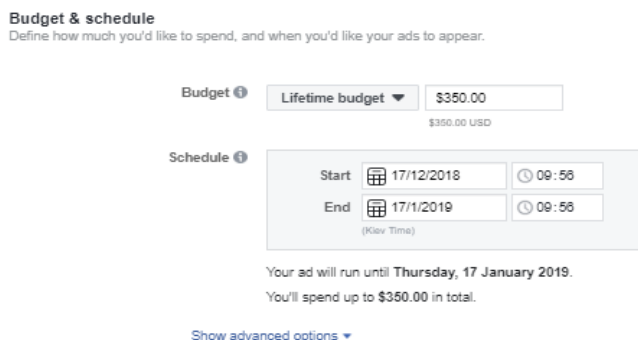 Budget & schedule
Define how much you'd like to spend, and when you'd like your ads to appear.
Budget Lifetime budget $350.00
$350.00 USD
Schedule
Start 17/12/2018 09:56
End 17/1/2019 09:56
(Kiev Time)
Your ad will run until Thursday, 17 January 2019.
You'll spend up to $350.00 in total.
Show advanced options